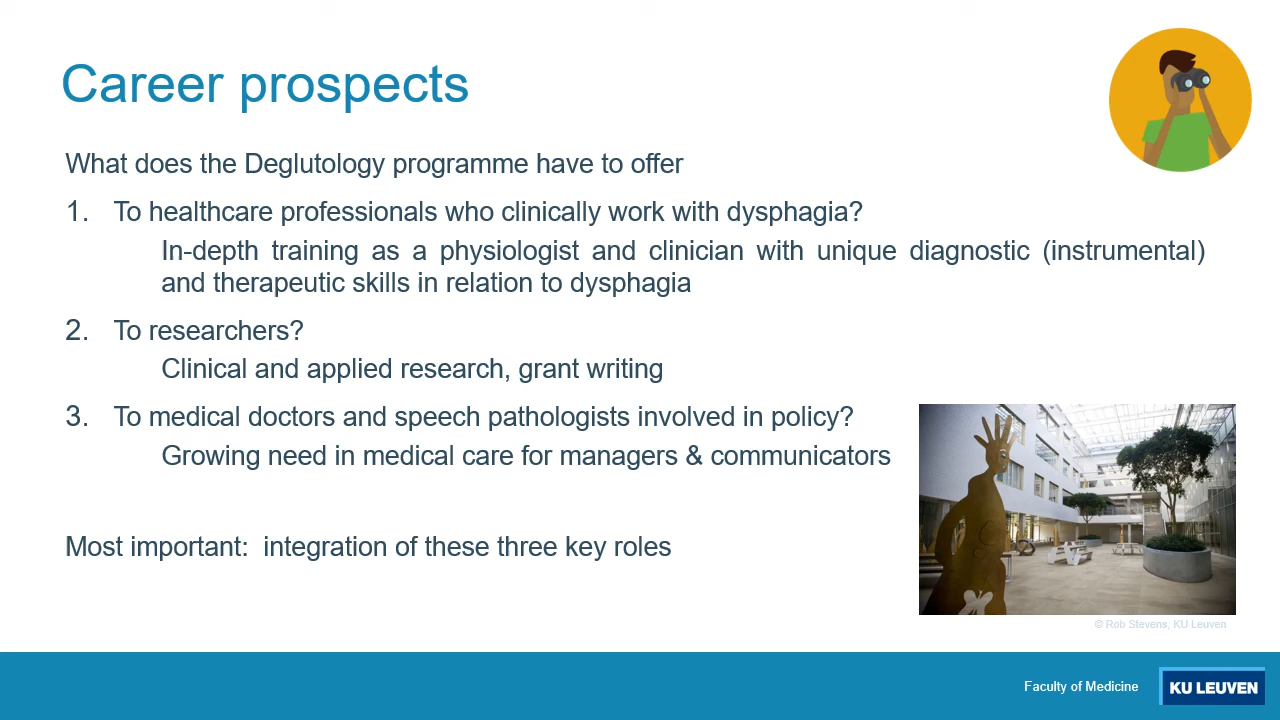 Career prospects
What does the Deglutology programme have to offer
1. To healthcare professionals who clinically work with dysphagia?
In-depth training as a physiologist and clinician with unique diagnostic (instrumental)
and therapeutic skills in relation to dysphagia
2. To researchers?
Clinical and applied research, grant writing
3. To medical doctors and speech pathologists involved in policy?
Growing need in medical care for managers & communicators
Most important: integration of these three key roles
© Rob Stevens, KU Leuven
Faculty of Medicine
KU LEUVEN